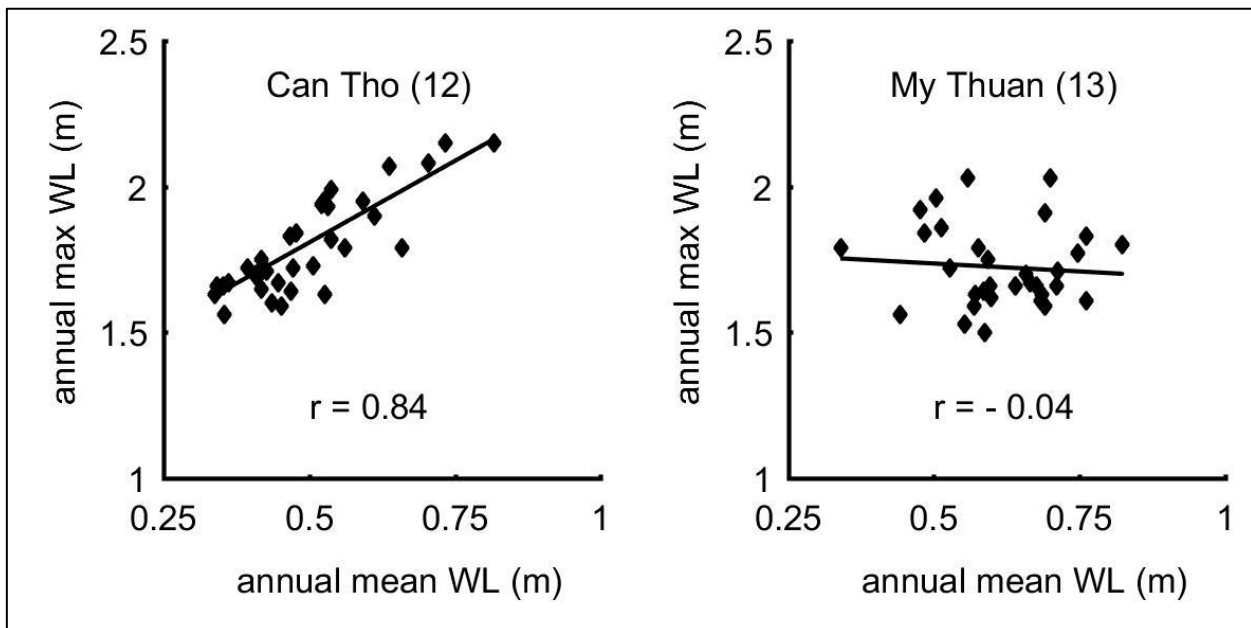 2.5
Can Tho (12)
annual max WL (m)
2
1.5
r = 0.84
1
0.25 0.5 0.75 1
annual mean WL (m)
2.5
My Thuan (13)
annual max WL (m)
2
1.5
r = - 0.04
1
0.25 0.5 0.75 1
annual mean WL (m)